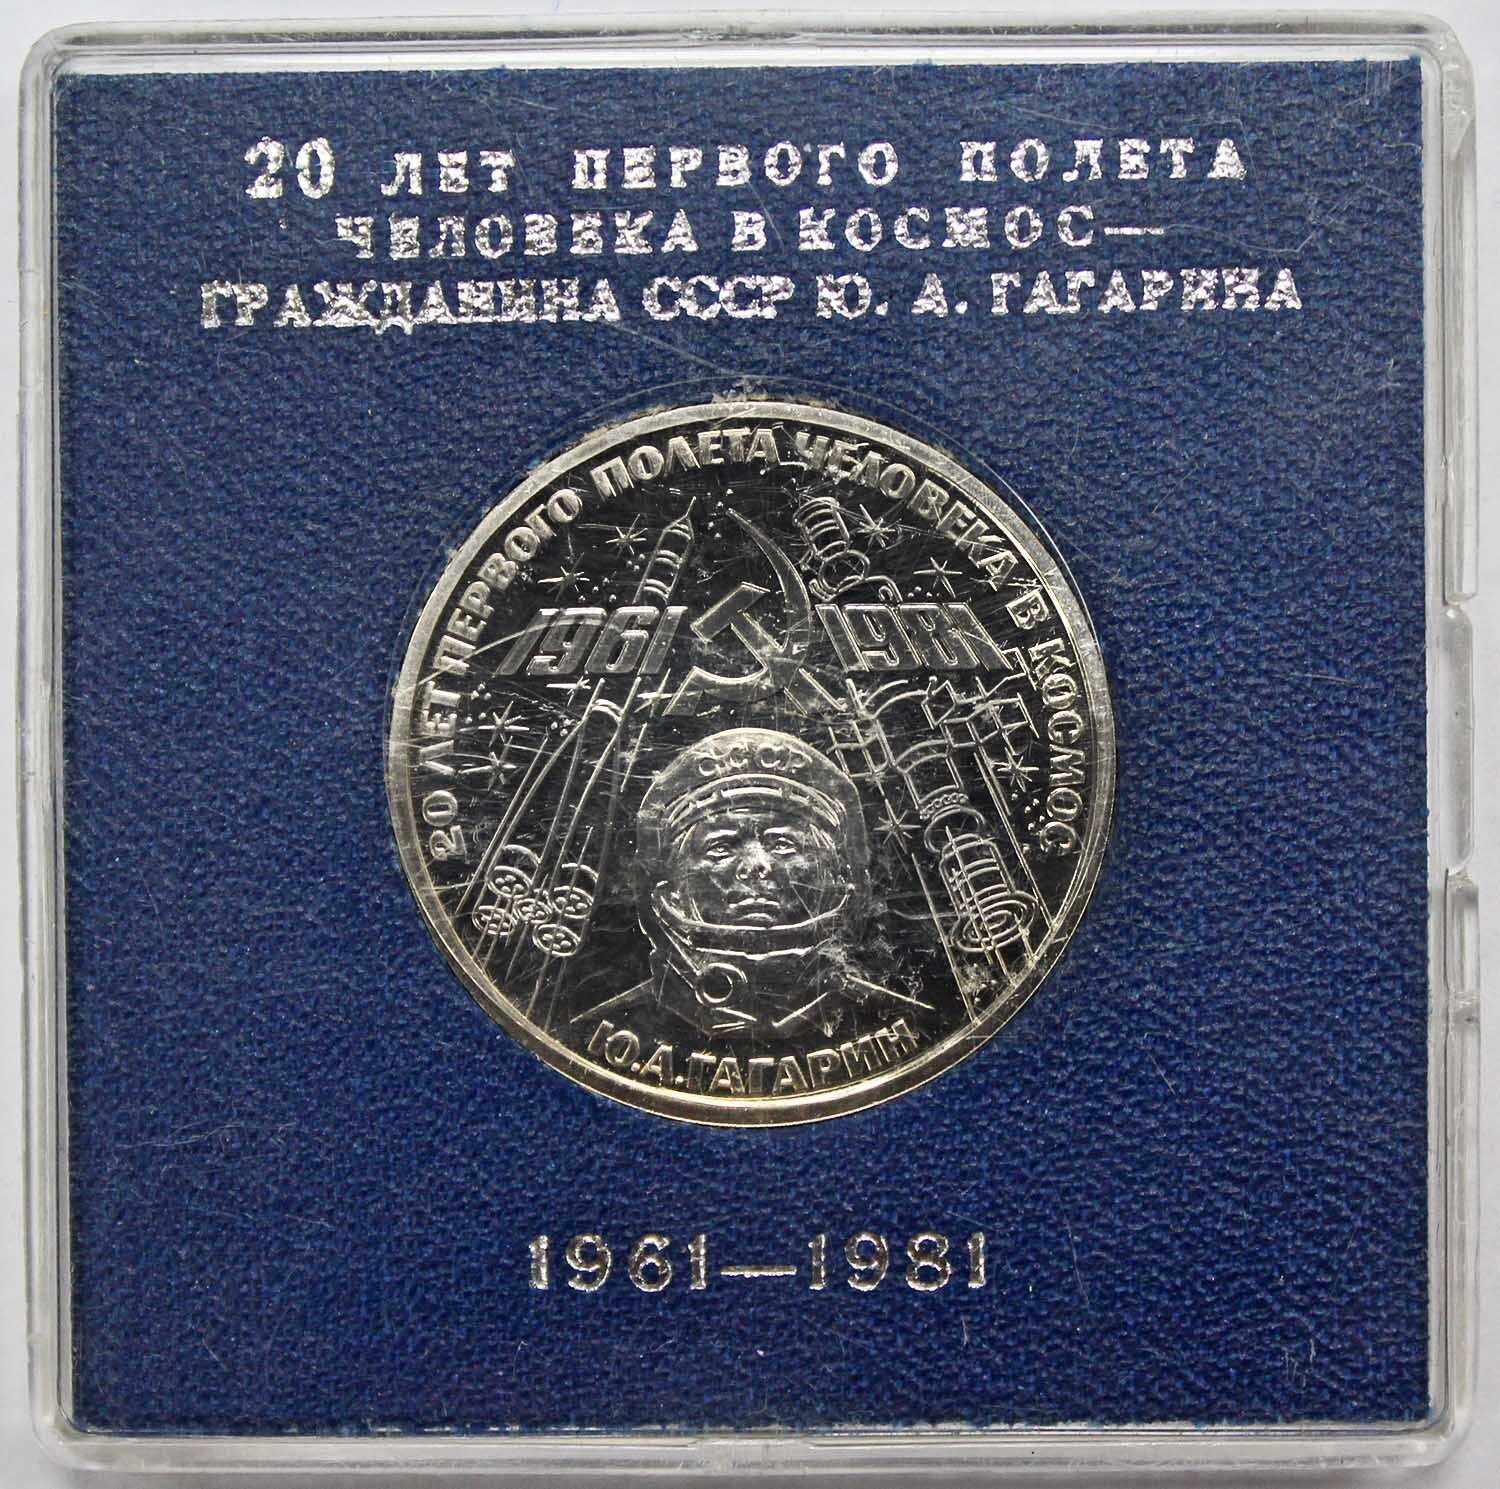 20 ЛЕТ ПЕРВОГО ПОЛЕТА
ЧЕЛОВЕКА В КОСМОС—
ГРАЖДАНИНА СССР Ю. А. ГАГАРИНА
20 ЛЕТ ПЕРВОГО ПОЛЕТА ЧЕЛОВЕКА В КОСМОС
1961 1981
СССР
Ю.А.ГАГАРИН
1961—1981